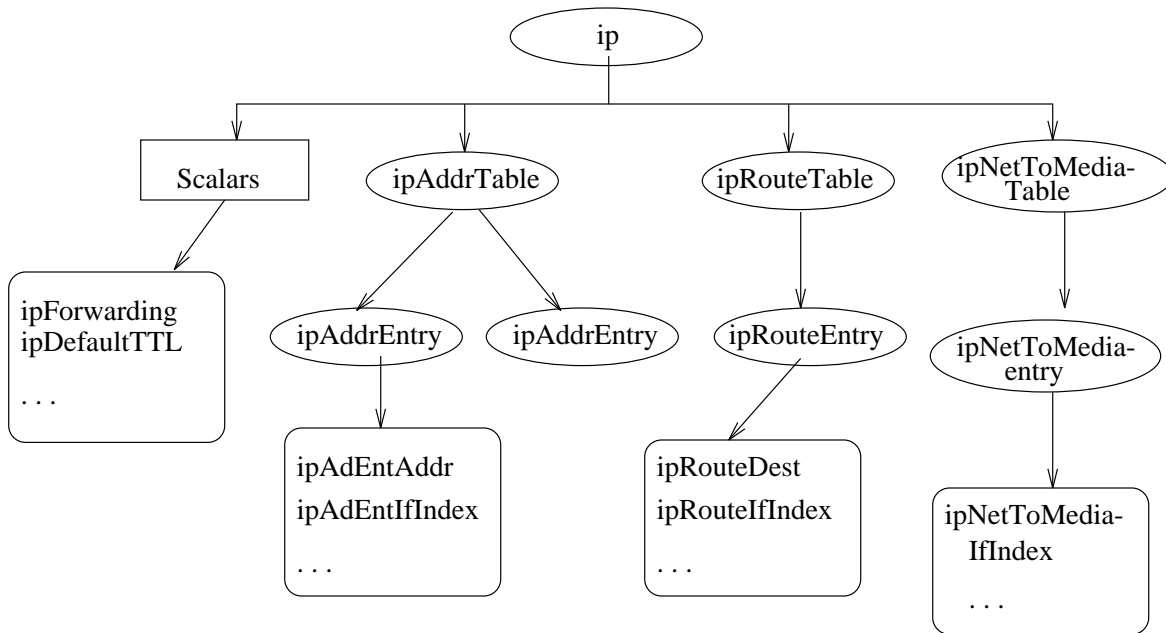 ip
Scalars
ipAddrTable
ipRouteTable
ipNetToMedia-
Table
ipForwarding
ipDefaultTTL
. . .
ipAddrEntry
ipAddrEntry
ipRouteEntry
ipNetToMedia-
entry
ipAdEntAddr
ipAdEntIfIndex
. . .
ipRouteDest
ipRouteIfIndex
. . .
ipNetToMedia-
IfIndex
. . .